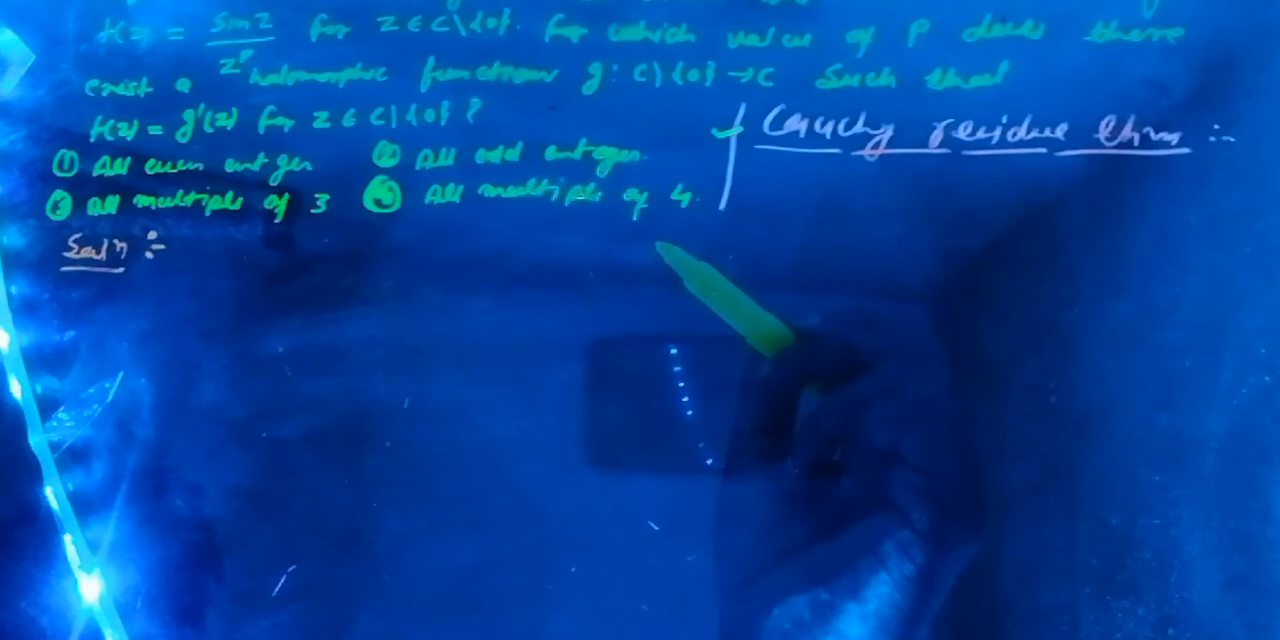 f(z) = sin z / z^p for z ∈ C\{0}. For which value of P does there
exist a holomorphic function g: C\{0} → C such that
f(z) = g'(z) for z ∈ C\{0}?
① All even integer ② All odd integer.
③ All multiple of 3 ④ All multiple of 4.
Cauchy residue thm :-
Sol'n :-